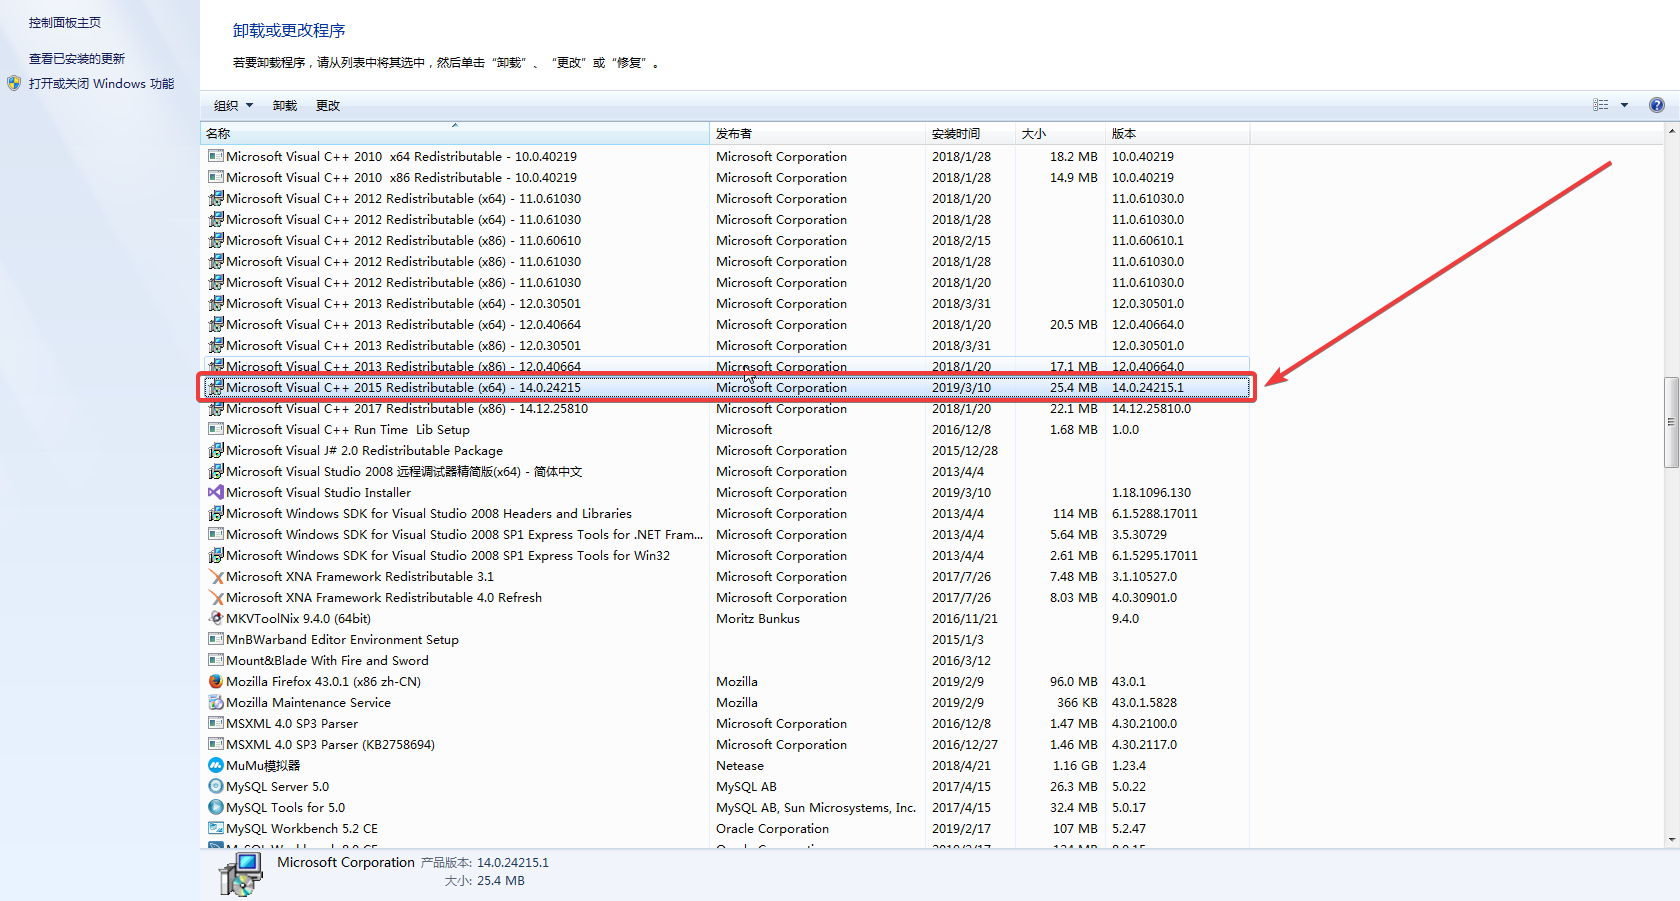 控制面板主页
查看已安装的更新
打开或关闭 Windows 功能
卸载或更改程序
若要卸载程序，请从列表中将其选中，然后单击“卸载”、“更改”或“修复”。
组织 卸载 更改
名称 发布者 安装时间 大小 版本
Microsoft Visual C++ 2010  x64 Redistributable - 10.0.40219 Microsoft Corporation 2018/1/28 18.2 MB 10.0.40219
Microsoft Visual C++ 2010  x86 Redistributable - 10.0.40219 Microsoft Corporation 2018/1/28 14.9 MB 10.0.40219
Microsoft Visual C++ 2012 Redistributable (x64) - 11.0.61030 Microsoft Corporation 2018/1/20 11.0.61030.0
Microsoft Visual C++ 2012 Redistributable (x64) - 11.0.61030 Microsoft Corporation 2018/1/28 11.0.61030.0
Microsoft Visual C++ 2012 Redistributable (x86) - 11.0.60610 Microsoft Corporation 2018/2/15 11.0.60610.1
Microsoft Visual C++ 2012 Redistributable (x86) - 11.0.61030 Microsoft Corporation 2018/1/28 11.0.61030.0
Microsoft Visual C++ 2012 Redistributable (x86) - 11.0.61030 Microsoft Corporation 2018/1/20 11.0.61030.0
Microsoft Visual C++ 2013 Redistributable (x64) - 12.0.30501 Microsoft Corporation 2018/3/31 12.0.30501.0
Microsoft Visual C++ 2013 Redistributable (x64) - 12.0.40664 Microsoft Corporation 2018/1/20 20.5 MB 12.0.40664.0
Microsoft Visual C++ 2013 Redistributable (x86) - 12.0.30501 Microsoft Corporation 2018/3/31 12.0.30501.0
Microsoft Visual C++ 2013 Redistributable (x86) - 12.0.40664 Microsoft Corporation 2018/1/20 17.1 MB 12.0.40664.0
Microsoft Visual C++ 2015 Redistributable (x64) - 14.0.24215 Microsoft Corporation 2019/3/10 25.4 MB 14.0.24215.1
Microsoft Visual C++ 2017 Redistributable (x86) - 14.12.25810 Microsoft Corporation 2018/1/20 22.1 MB 14.12.25810.0
Microsoft Visual C++ Run Time  Lib Setup Microsoft 2016/12/8 1.68 MB 1.0.0
Microsoft Visual J# 2.0 Redistributable Package Microsoft Corporation 2015/12/28
Microsoft Visual Studio 2008 远程调试器精简版(x64) - 简体中文 Microsoft Corporation 2013/4/4
Microsoft Visual Studio Installer Microsoft Corporation 2019/3/10 1.18.1096.130
Microsoft Windows SDK for Visual Studio 2008 Headers and Libraries Microsoft Corporation 2013/4/4 114 MB 6.1.5288.17011
Microsoft Windows SDK for Visual Studio 2008 SP1 Express Tools for .NET Fram... Microsoft Corporation 2013/4/4 5.64 MB 3.5.30729
Microsoft Windows SDK for Visual Studio 2008 SP1 Express Tools for Win32 Microsoft Corporation 2013/4/4 2.61 MB 6.1.5295.17011
Microsoft XNA Framework Redistributable 3.1 Microsoft Corporation 2017/7/26 7.48 MB 3.1.10527.0
Microsoft XNA Framework Redistributable 4.0 Refresh Microsoft Corporation 2017/7/26 8.03 MB 4.0.30901.0
MKVToolNix 9.4.0 (64bit) Moritz Bunkus 2016/11/21 9.4.0
MnBWarband Editor Environment Setup 2015/1/3
Mount&Blade With Fire and Sword 2016/3/12
Mozilla Firefox 43.0.1 (x86 zh-CN) Mozilla 2019/2/9 96.0 MB 43.0.1
Mozilla Maintenance Service Mozilla 2019/2/9 366 KB 43.0.1.5828
MSXML 4.0 SP3 Parser Microsoft Corporation 2016/12/8 1.47 MB 4.30.2100.0
MSXML 4.0 SP3 Parser (KB2758694) Microsoft Corporation 2016/12/27 1.46 MB 4.30.2117.0
MuMu模拟器 Netease 2018/4/21 1.16 GB 1.23.4
MySQL Server 5.0 MySQL AB 2017/4/15 26.3 MB 5.0.22
MySQL Tools for 5.0 MySQL AB, Sun Microsystems, Inc. 2017/4/15 32.4 MB 5.0.17
MySQL Workbench 5.2 CE Oracle Corporation 2019/2/17 107 MB 5.2.47
Microsoft Corporation 产品版本: 14.0.24215.1
大小: 25.4 MB